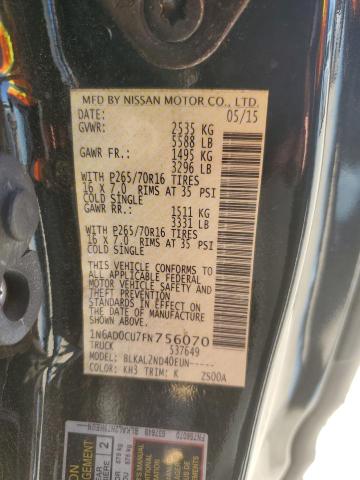 MFD BY NISSAN MOTOR CO., LTD.
DATE: 05/15
GVWR: 2535 KG
5588 LB
GAWR FR.: 1495 KG
3296 LB
WITH P265/70R16 TIRES
16 X 7.0 RIMS AT 35 PSI
COLD SINGLE
GAWR RR.: 1511 KG
3331 LB
WITH P265/70R16 TIRES
16 X 7.0 RIMS AT 35 PSI
COLD SINGLE
THIS VEHICLE CONFORMS TO
ALL APPLICABLE FEDERAL
MOTOR VEHICLE SAFETY AND
THEFT PREVENTION STANDARDS
IN EFFECT ON THE DATE OF
MANUFACTURE SHOWN ABOVE.
1N6AD0CU7FN756070
TRUCK 537649
MODEL: BLKAL2ND40EUN-----
COLOR: KH3 TRIM: K ZS00A